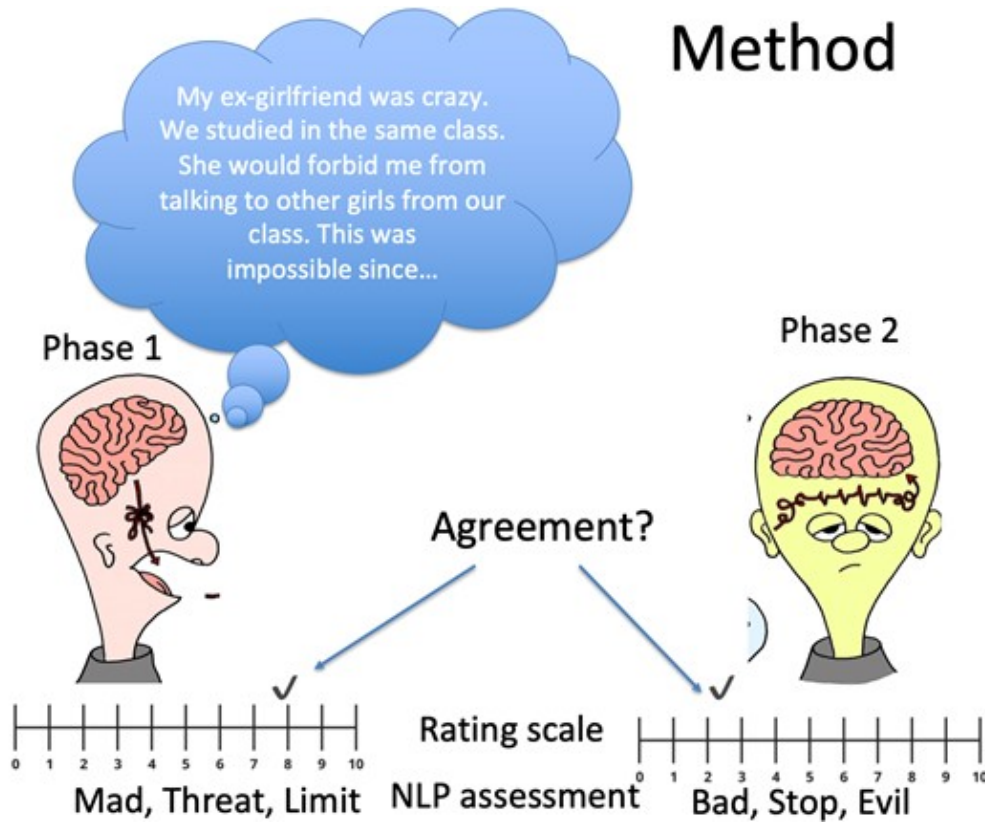 Method
My ex-girlfriend was crazy.
We studied in the same class.
She would forbid me from
talking to other girls from our
class. This was
impossible since…
Phase 1
Phase 2
Agreement?
0 1 2 3 4 5 6 7 8 9 10
Rating scale
0 1 2 3 4 5 6 7 8 9 10
Mad, Threat, Limit
NLP assessment
Bad, Stop, Evil